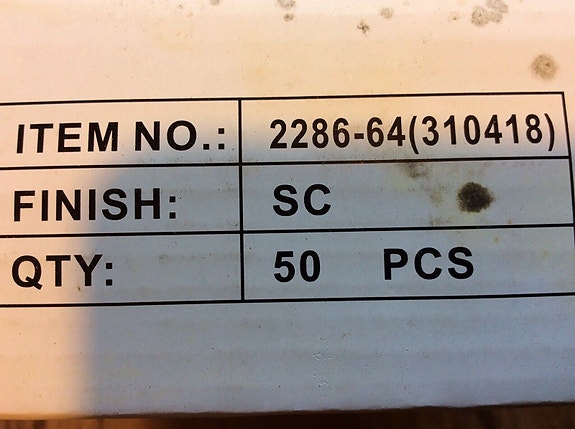 ITEM NO.: 2286-64(310418)
FINISH: SC
QTY: 50 PCS